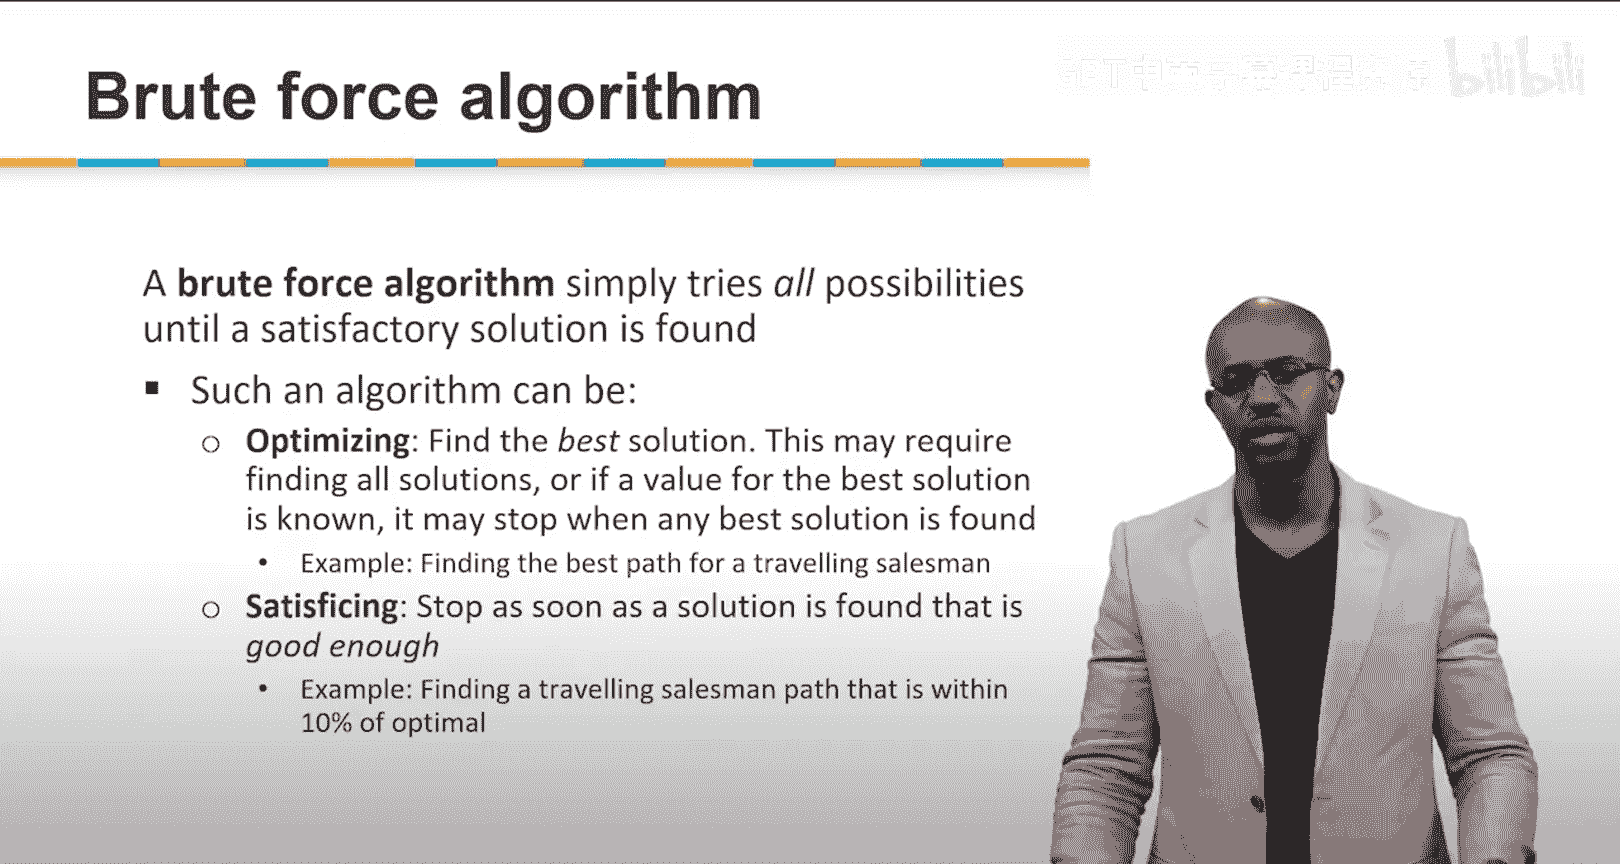 bilibili
Brute force algorithm
A brute force algorithm simply tries all possibilities
until a satisfactory solution is found
▪ Such an algorithm can be:
o Optimizing: Find the best solution. This may require
finding all solutions, or if a value for the best solution
is known, it may stop when any best solution is found
• Example: Finding the best path for a travelling salesman
o Satisficing: Stop as soon as a solution is found that is
good enough
• Example: Finding a travelling salesman path that is within
10% of optimal